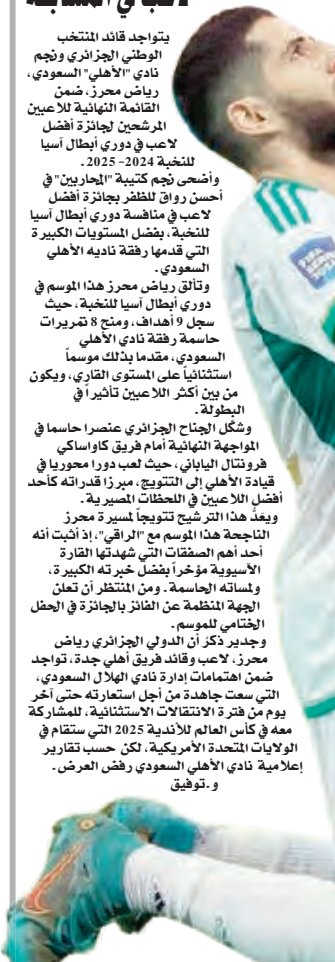 يتواجد قائد المنتخب
الوطني الجزائري ونجم
نادي "الأهلي" السعودي،
رياض محرز، ضمن
القائمة النهائية للاعبين
المرشحين لجائزة أفضل
لاعب في دوري أبطال آسيا
للنخبة 2024- 2025.
وأضحى نجم كتيبة "المحاربين" في
أحسن رواق للظفر بجائزة أفضل
لاعب في منافسة دوري أبطال آسيا
للنخبة، بفضل المستويات الكبيرة
التي قدمها رفقة ناديه الأهلي
السعودي.
وتألق رياض محرز هذا الموسم في
دوري أبطال آسيا للنخبة، حيث
سجل 9 أهداف، ومنح 8 تمريرات
حاسمة رفقة نادي الأهلي
السعودي، مقدما بذلك موسماً
استثنائياً على المستوى القاري، ويكون
من بين أكثر اللاعبين تأثيراً في
البطولة.
وشكّل الجناح الجزائري عنصرا حاسما في
المواجهة النهائية أمام فريق كاواساكي
فرونتال الياباني، حيث لعب دورا محوريا في
قيادة الأهلي إلى التتويج، مبرزا قدراته كأحد
أفضل اللاعبين في اللحظات المصيرية.
ويعدّ هذا الترشيح تتويجاً لمسيرة محرز
الناجحة هذا الموسم مع "الراقي"، إذ أثبت أنه
أحد أهم الصفقات التي شهدتها القارة
الآسيوية مؤخراً بفضل خبرته الكبيرة،
ولمساته الحاسمة. ومن المنتظر أن تعلن
الجهة المنظمة عن الفائز بالجائزة في الحفل
الختامي للموسم.
وجدير ذكر أن الدولي الجزائري رياض
محرز، لاعب وقائد فريق أهلي جدة، تواجد
ضمن اهتمامات إدارة نادي الهلال السعودي،
التي سعت جاهدة من أجل استعارته حتى آخر
يوم من فترة الانتقالات الاستثنائية، للمشاركة
معه في كأس العالم للأندية 2025 التي ستقام في
الولايات المتحدة الأمريكية، لكن حسب تقارير
إعلامية نادي الأهلي السعودي رفض العرض.
و.توفيق